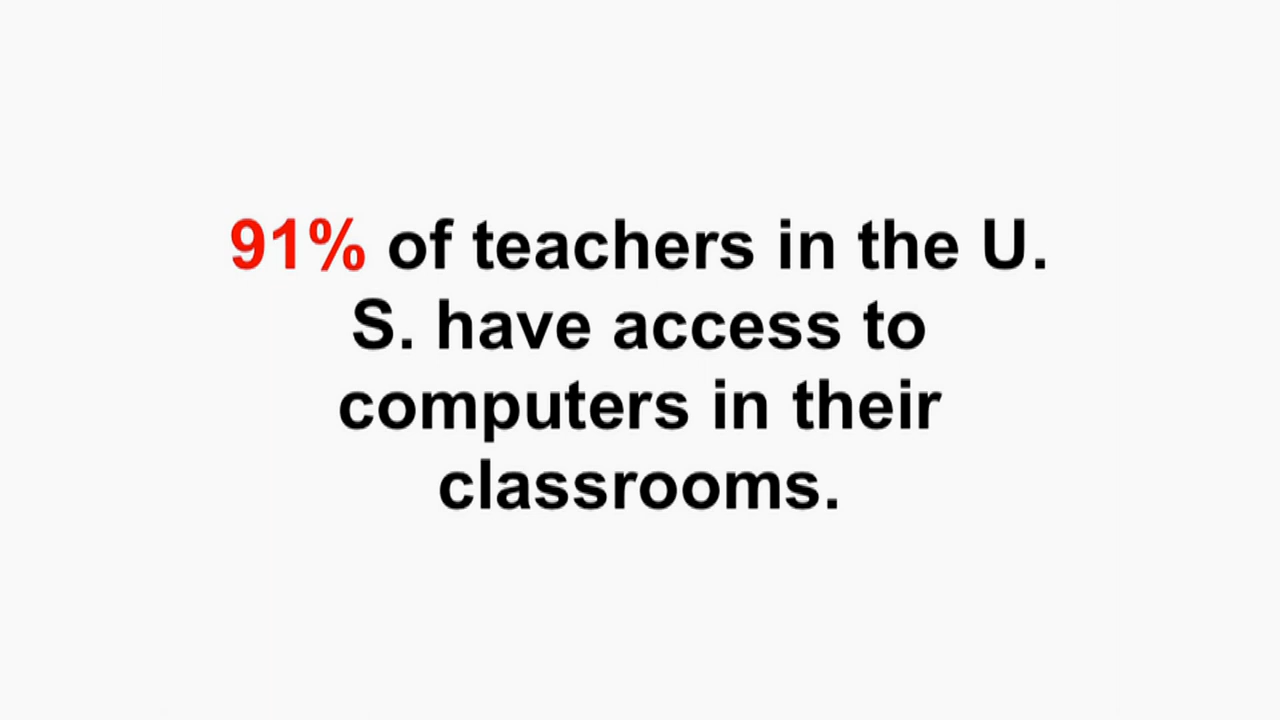 91% of teachers in the U.
S. have access to
computers in their
classrooms.